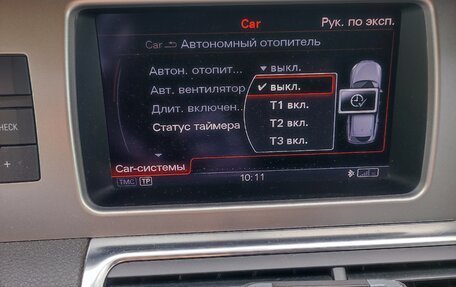 Car
Рук. по эксп.
Car Автономный отопитель
Автон. отопит... выкл.
Авт. вентилятор ✓ выкл.
Длит. включен... T1 вкл.
Статус таймера T2 вкл.
T3 вкл.
Car-системы
TMC TP
10:11
CHECK
+